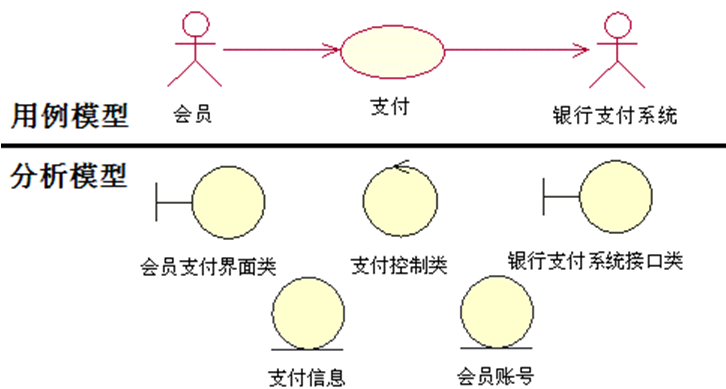 会员
支付
银行支付系统
用例模型
分析模型
会员支付界面类
支付控制类
银行支付系统接口类
支付信息
会员账号